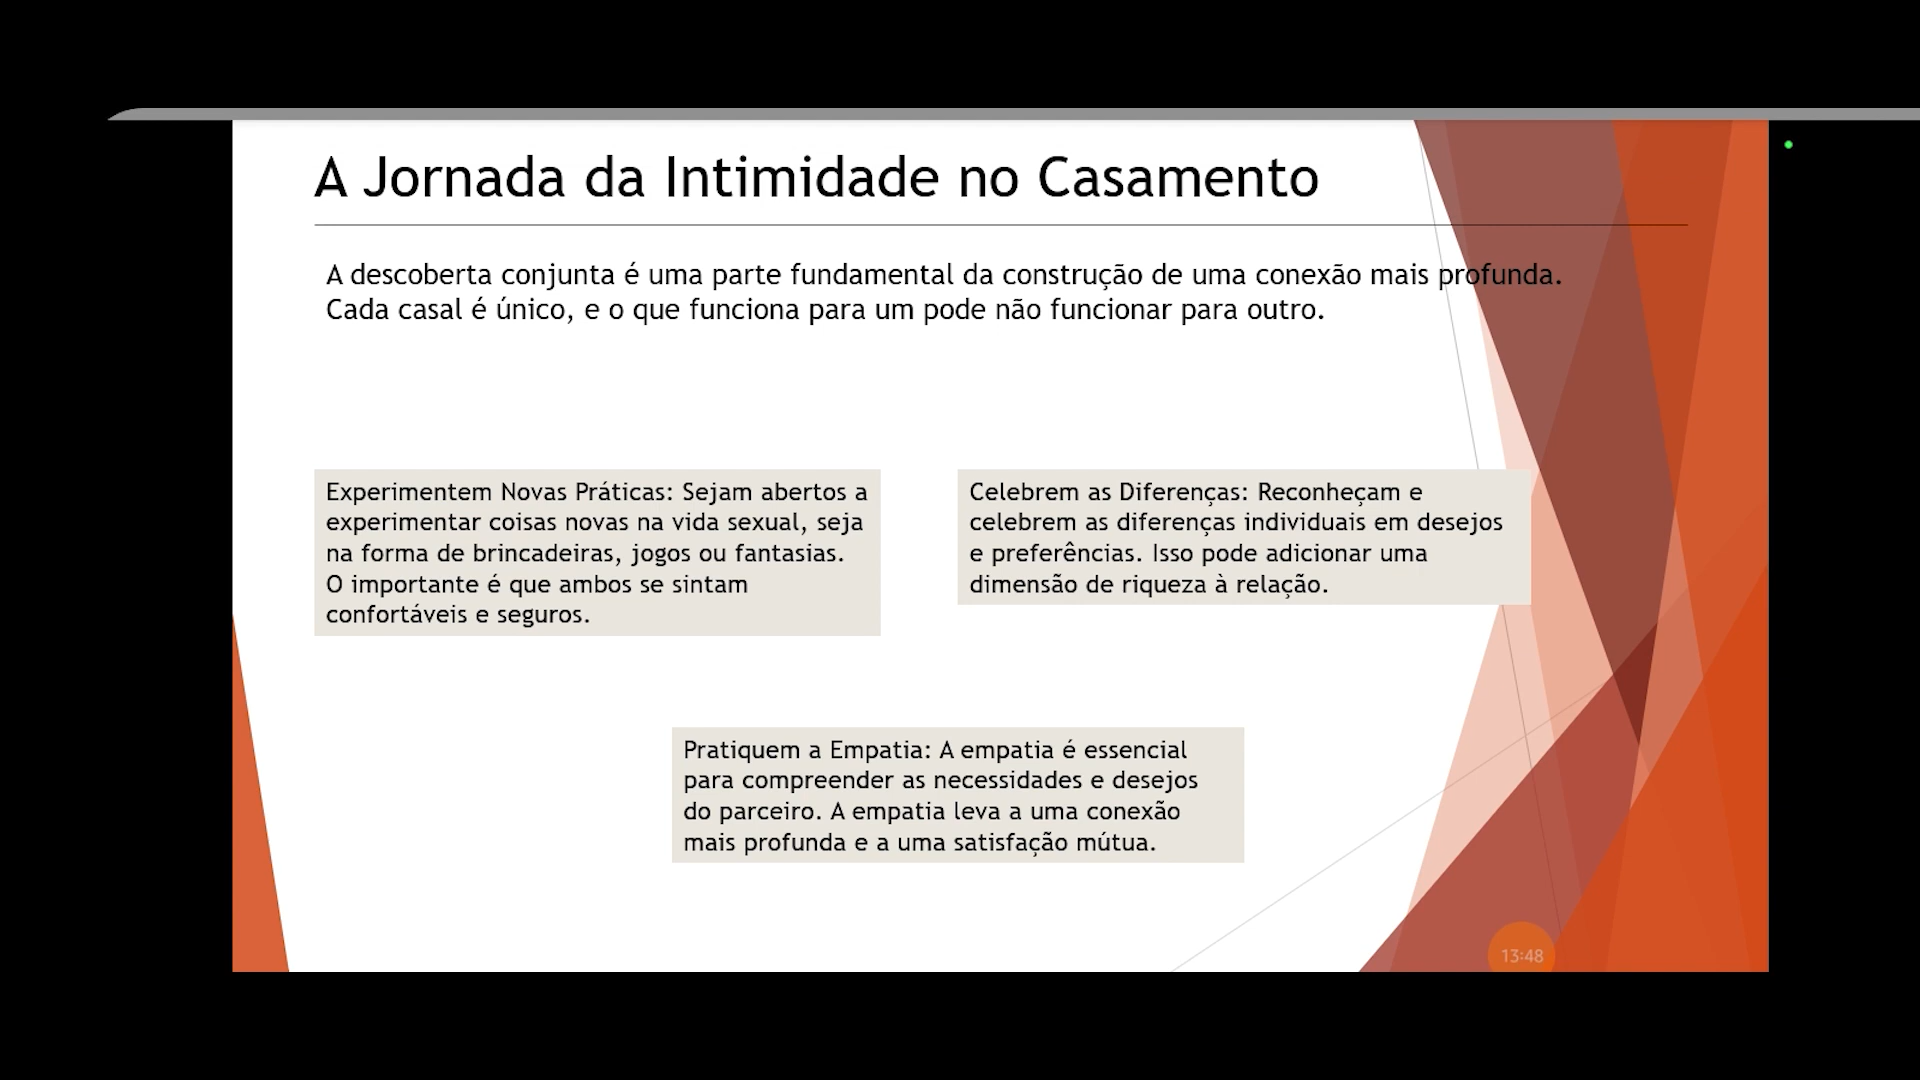 A Jornada da Intimidade no Casamento
A descoberta conjunta é uma parte fundamental da construção de uma conexão mais profunda.
Cada casal é único, e o que funciona para um pode não funcionar para outro.
Experimentem Novas Práticas: Sejam abertos a
experimentar coisas novas na vida sexual, seja
na forma de brincadeiras, jogos ou fantasias.
O importante é que ambos se sintam
confortáveis e seguros.
Celebrem as Diferenças: Reconheçam e
celebrem as diferenças individuais em desejos
e preferências. Isso pode adicionar uma
dimensão de riqueza à relação.
Pratiquem a Empatia: A empatia é essencial
para compreender as necessidades e desejos
do parceiro. A empatia leva a uma conexão
mais profunda e a uma satisfação mútua.
13:48